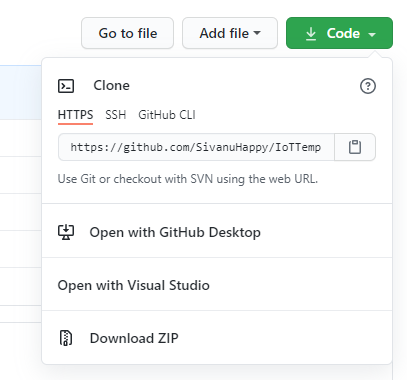 Go to file Add file Code
Clone
HTTPS SSH GitHub CLI
https://github.com/SivanuHappy/IoTTemp
Use Git or checkout with SVN using the web URL.
Open with GitHub Desktop
Open with Visual Studio
Download ZIP